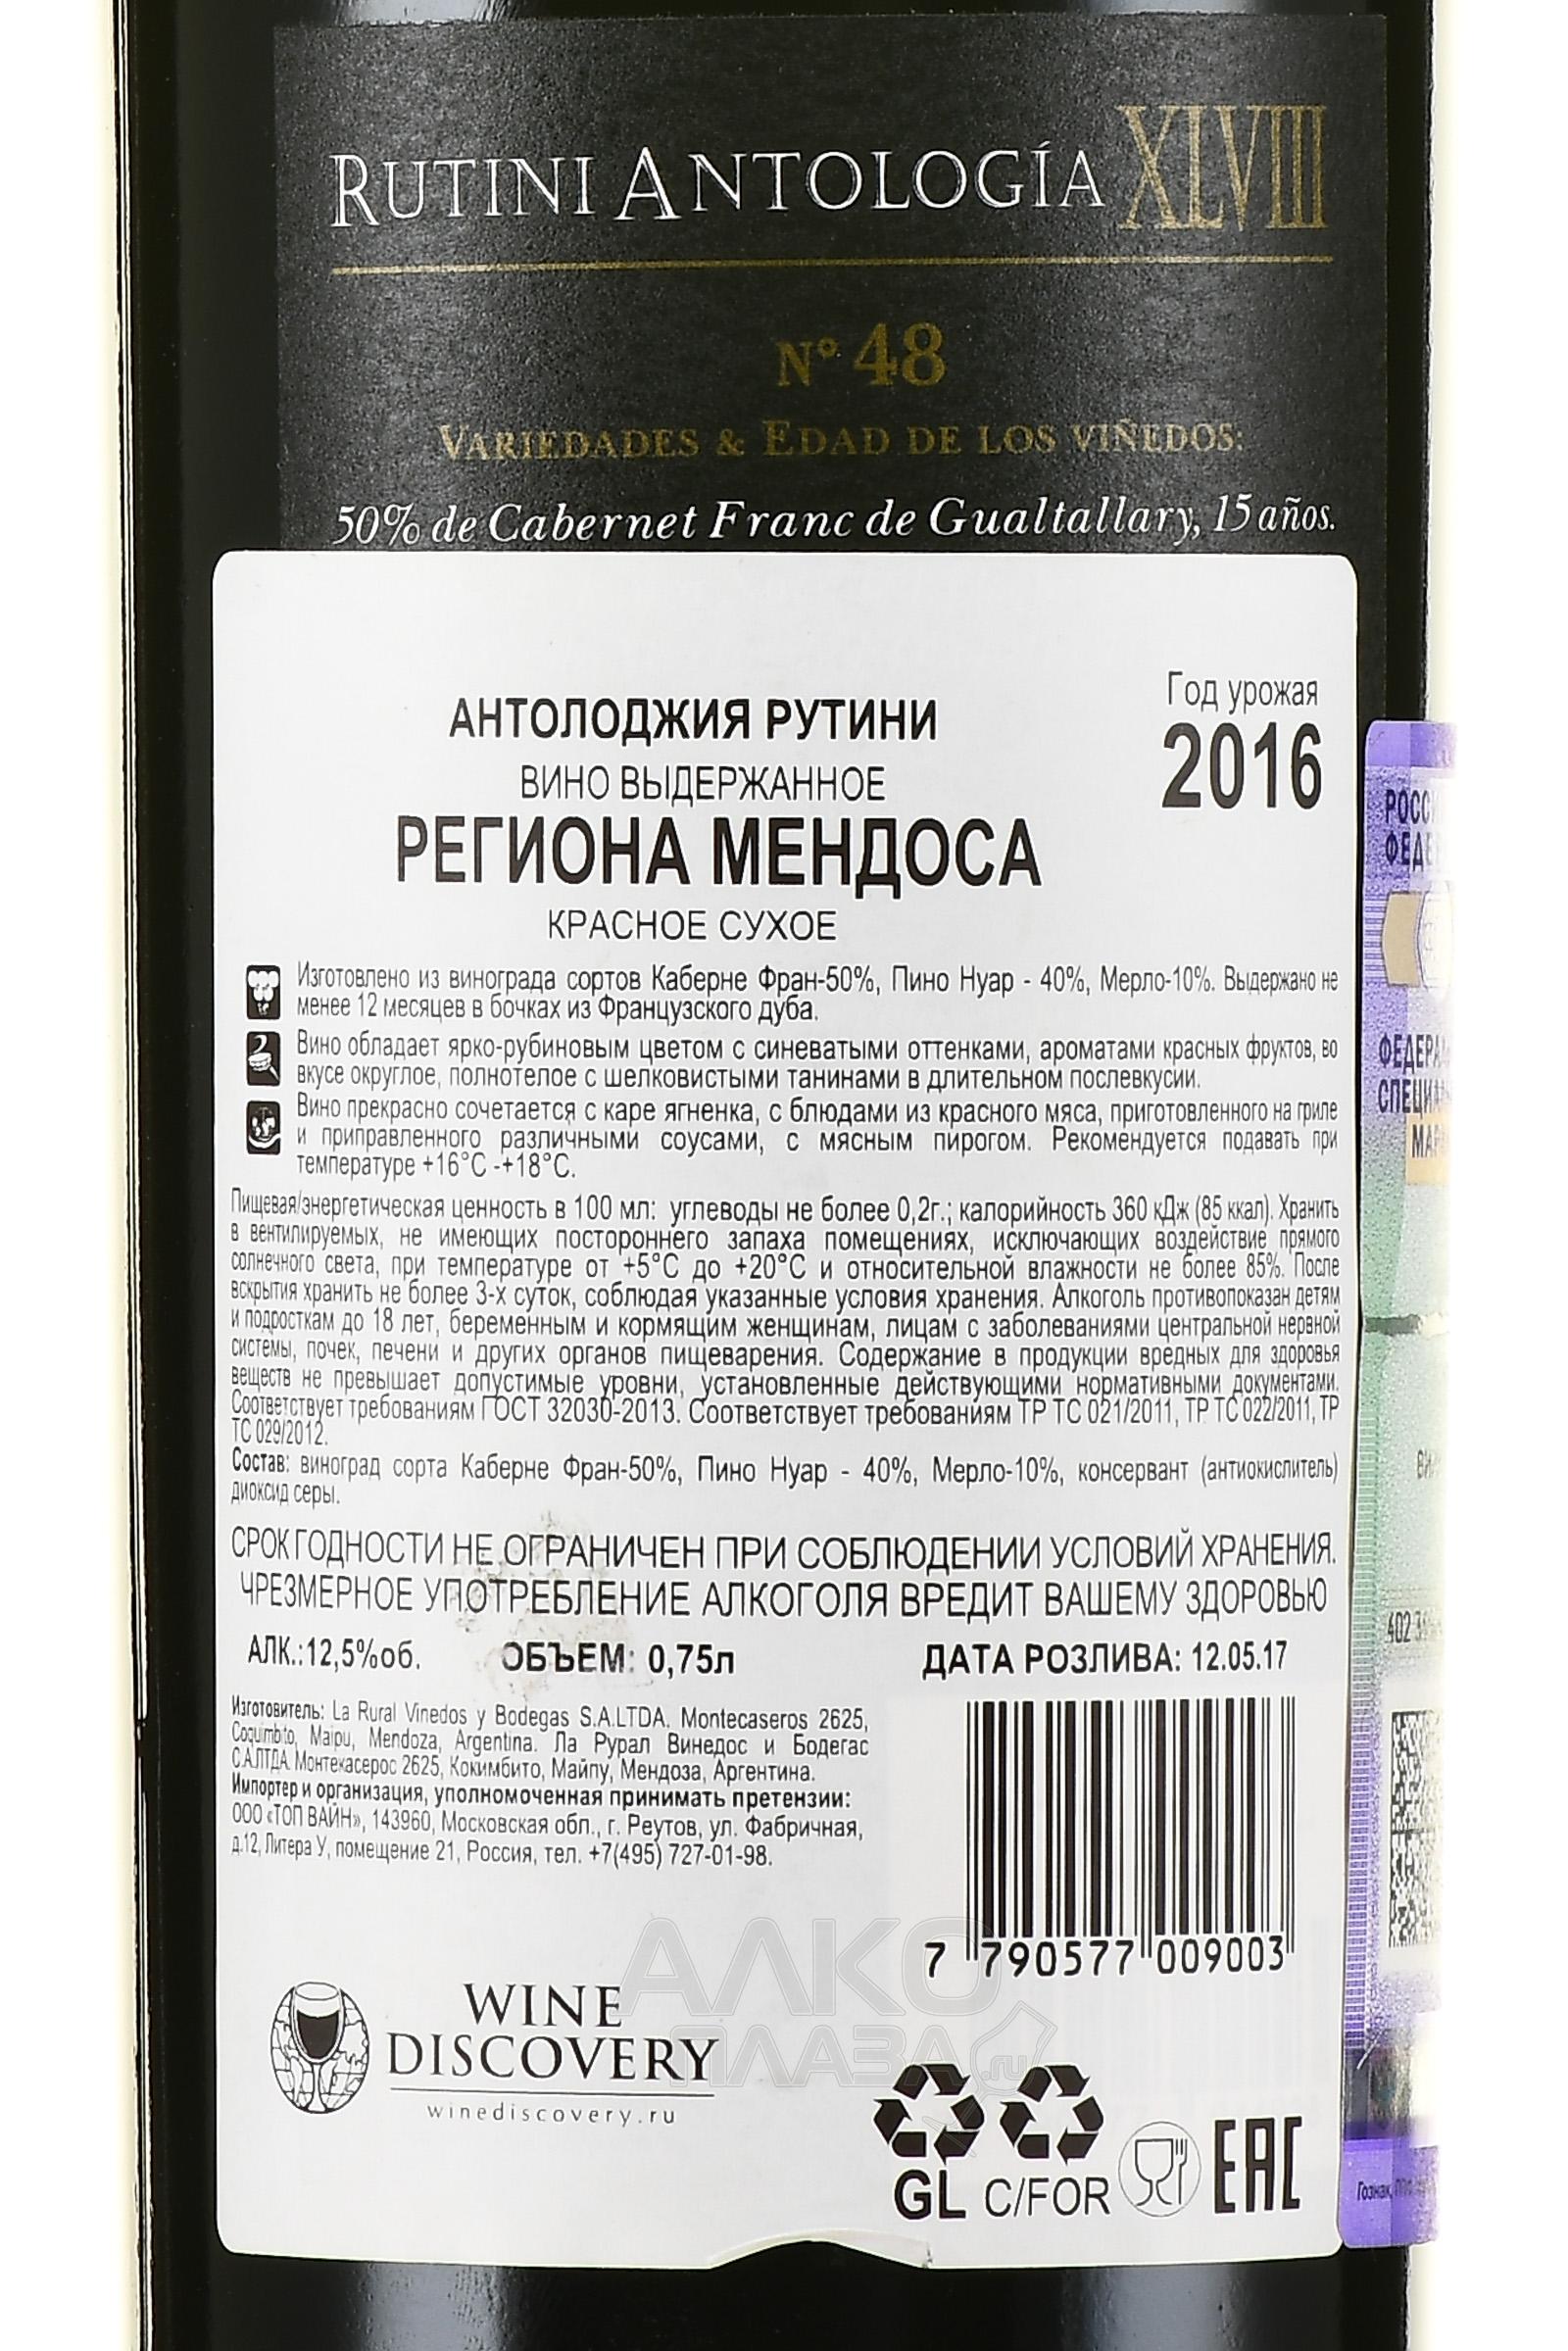 RUTINI ANTOLOGÍA XLVIII
N° 48
VARIEDADES & EDAD DE LOS VIÑEDOS:
50% de Cabernet Franc de Gualtallary, 15 años.
АНТОЛОДЖИЯ РУТИНИ
ВИНО ВЫДЕРЖАННОЕ
РЕГИОНА МЕНДОСА
КРАСНОЕ СУХОЕ
Год урожая
2016
Изготовлено из винограда сортов Каберне Фран-50%, Пино Нуар - 40%, Мерло-10%. Выдержано не
менее 12 месяцев в бочках из Французского дуба.
Вино обладает ярко-рубиновым цветом с синеватыми оттенками, ароматами красных фруктов, во
вкусе округлое, полнотелое с шелковистыми танинами в длительном послевкусии.
Вино прекрасно сочетается с каре ягненка, с блюдами из красного мяса, приготовленного на гриле
и приправленного различными соусами, с мясным пирогом. Рекомендуется подавать при
температуре +16°С -+18°С.
Пищевая/энергетическая ценность в 100 мл: углеводы не более 0,2г.; калорийность 360 кДж (85 ккал). Хранить
в вентилируемых, не имеющих постороннего запаха помещениях, исключающих воздействие прямого
солнечного света, при температуре от +5°С до +20°С и относительной влажности не более 85%. После
вскрытия хранить не более 3-х суток, соблюдая указанные условия хранения. Алкоголь противопоказан детям
и подросткам до 18 лет, беременным и кормящим женщинам, лицам с заболеваниями центральной нервной
системы, почек, печени и других органов пищеварения. Содержание в продукции вредных для здоровья
веществ не превышает допустимые уровни, установленные действующими нормативными документами.
Соответствует требованиям ГОСТ 32030-2013. Соответствует требованиям ТР ТС 021/2011, ТР ТС 022/2011, ТР
ТС 029/2012.
Состав: виноград сорта Каберне Фран-50%, Пино Нуар - 40%, Мерло-10%, консервант (антиокислитель)
диоксид серы.
СРОК ГОДНОСТИ НЕ ОГРАНИЧЕН ПРИ СОБЛЮДЕНИИ УСЛОВИЙ ХРАНЕНИЯ.
ЧРЕЗМЕРНОЕ УПОТРЕБЛЕНИЕ АЛКОГОЛЯ ВРЕДИТ ВАШЕМУ ЗДОРОВЬЮ
АЛК.:12,5%об. ОБЪЕМ: 0,75л ДАТА РОЗЛИВА: 12.05.17
Изготовитель: La Rural Vinedos y Bodegas S.A.LTDA. Montecaseros 2625,
Coquimbito, Maipu, Mendoza, Argentina. Ла Рурал Винедос и Бодегас
С.А.ЛТДА. Монтекасерос 2625, Кокимбито, Майпу, Мендоза, Аргентина.
Импортер и организация, уполномоченная принимать претензии:
ООО «ТОП ВАЙН», 143960, Московская обл., г. Реутов, ул. Фабричная,
д.12, Литера У, помещение 21, Россия, тел. +7(495) 727-01-98.
7 790577 009003
WINE
DISCOVERY
winediscovery.ru
АЛКО
ПЛАЗА.ru
GL C/FOR
EAC
РОСС
ФЕД
ФЕДЕРА
СПЕЦИА
МАР
Гознак,